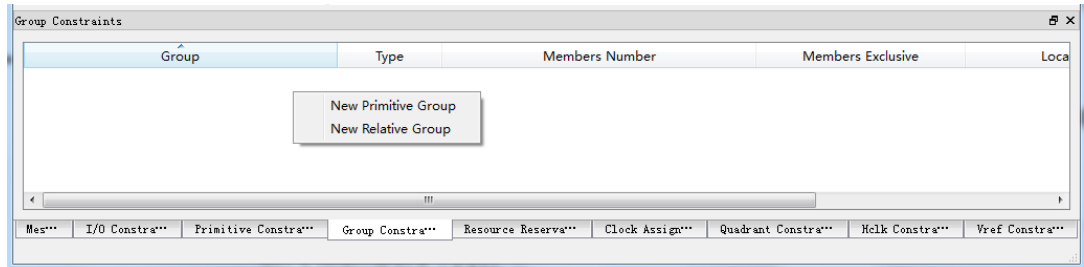 Group Constraints
Group Type Members Number Members Exclusive Loca
New Primitive Group
New Relative Group
Mes··· I/O Constra··· Primitive Constra··· Group Constra··· Resource Reserva··· Clock Assign··· Quadrant Constra··· Hclk Constra··· Vref Constra···